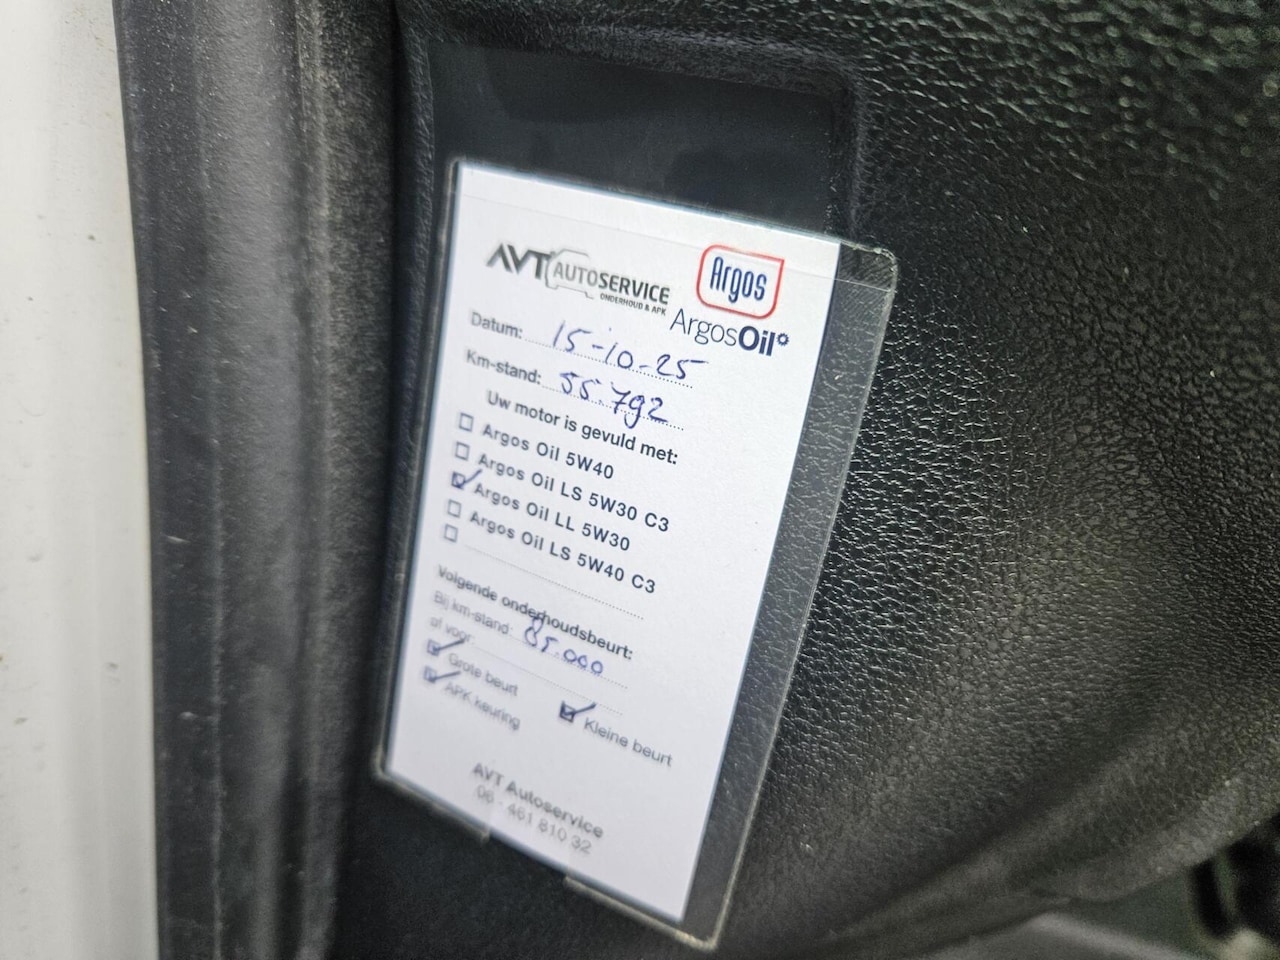 AVT AUTOSERVICE
ONDERHOUD & APK
Argos
ArgosOil
Datum: 15-10-25
Km-stand: 55.792
Uw motor is gevuld met:
Argos Oil 5W40
Argos Oil LS 5W30 C3
Argos Oil LL 5W30
Argos Oil LS 5W40 C3
Volgende onderhoudsbeurt:
Bij km-stand: 85.000
of voor:
Grote beurt
Kleine beurt
APK keuring
AVT Autoservice
06 - 461 810 32